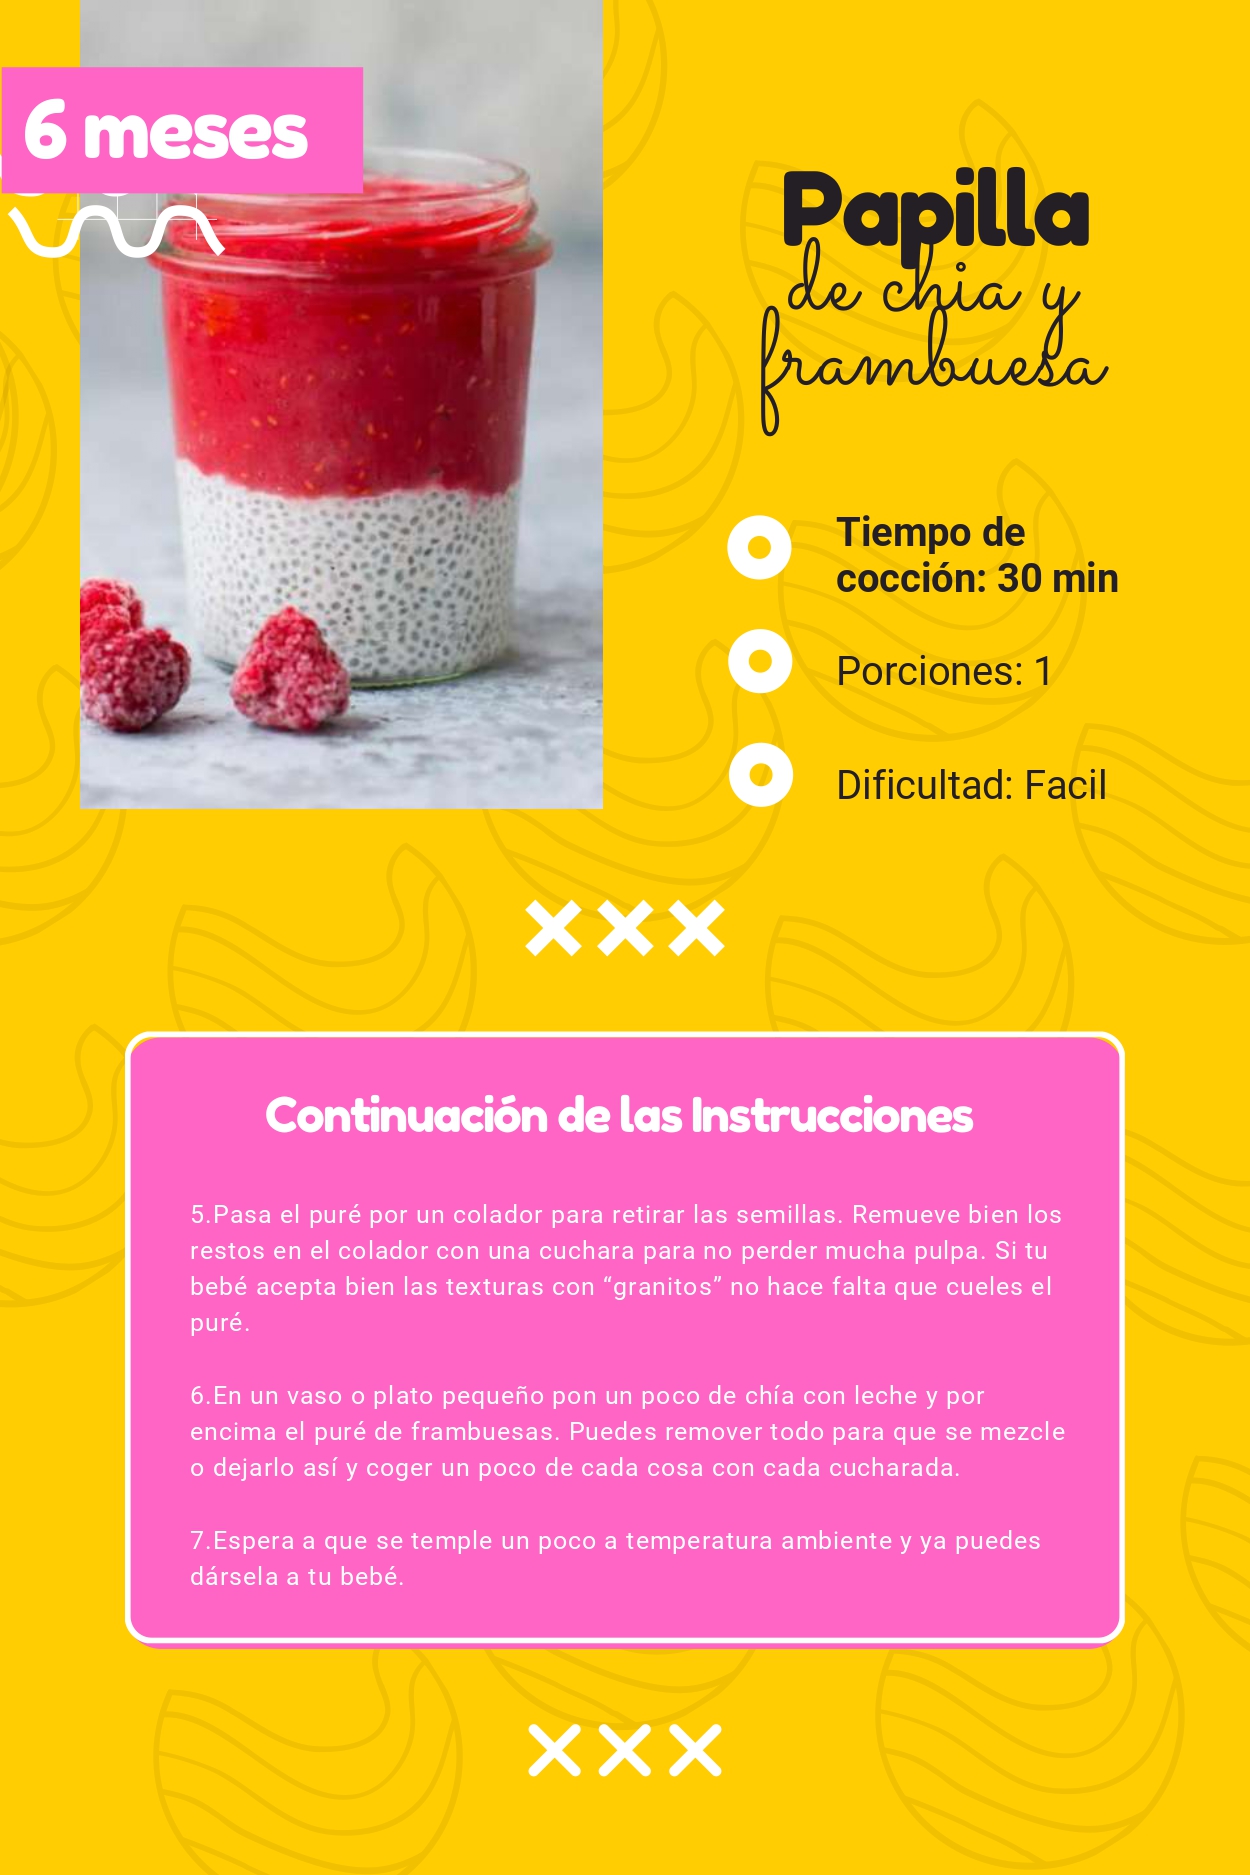 6 meses
Papilla
de chia y
frambuesa
Tiempo de
cocción: 30 min
Porciones: 1
Dificultad: Facil
Continuación de las Instrucciones
5.Pasa el puré por un colador para retirar las semillas. Remueve bien los
restos en el colador con una cuchara para no perder mucha pulpa. Si tu
bebé acepta bien las texturas con “granitos” no hace falta que cueles el
puré.
6.En un vaso o plato pequeño pon un poco de chía con leche y por
encima el puré de frambuesas. Puedes remover todo para que se mezcle
o dejarlo así y coger un poco de cada cosa con cada cucharada.
7.Espera a que se temple un poco a temperatura ambiente y ya puedes
dársela a tu bebé.